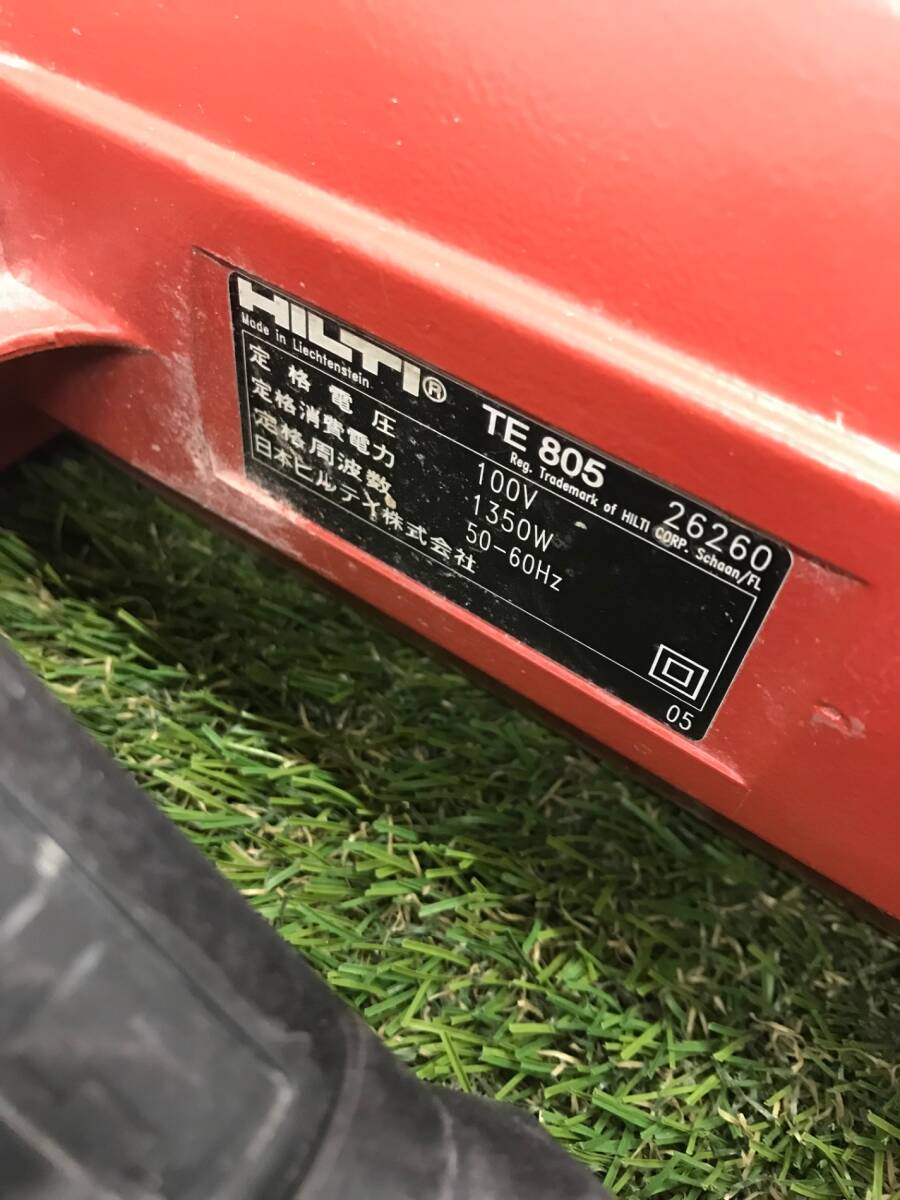 HILTI® TE 805 26260
Made in Liechtenstein Reg. Trademark of HILTI CORP. Schaan/FL
定格電圧 100V
定格消費電力 1350W
定格周波数 50-60Hz
日本ヒルティ株式会社
05